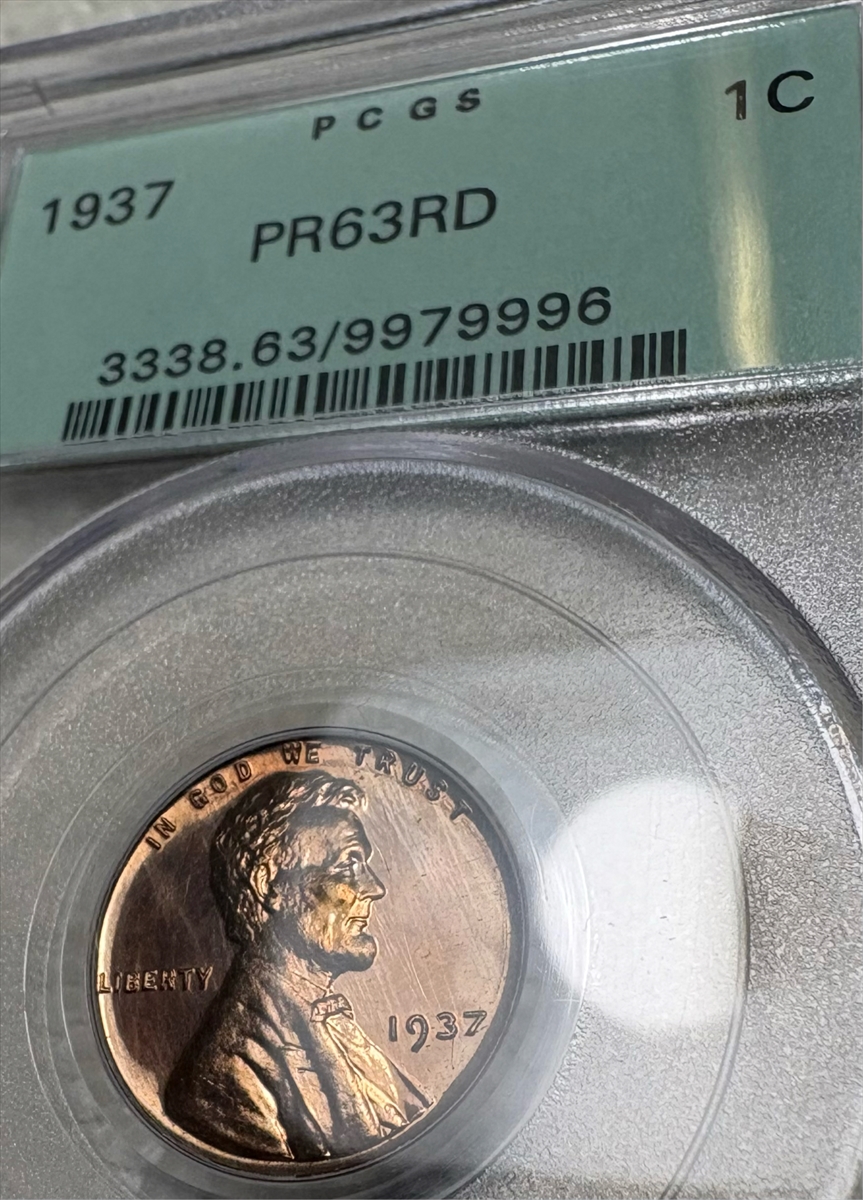 PCGS
1937
1C
PR63RD
3338.63/9979996
IN GOD WE TRUST
LIBERTY
1937